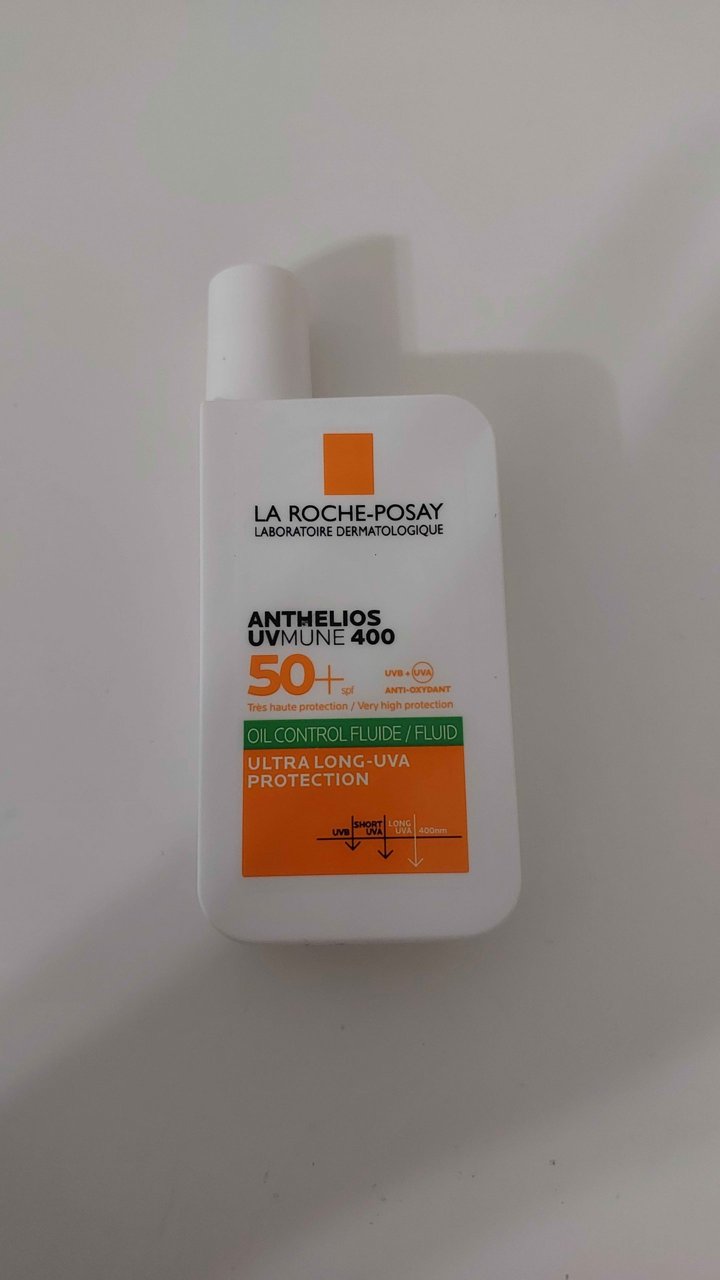 LA ROCHE-POSAY
LABORATOIRE DERMATOLOGIQUE
ANTHELIOS
UVMUNE 400
50+ spf
UVB + UVA
ANTI-OXYDANT
Très haute protection / Very high protection
OIL CONTROL FLUIDE / FLUID
ULTRA LONG-UVA
PROTECTION
UVB
SHORT
UVA
LONG
UVA
400nm